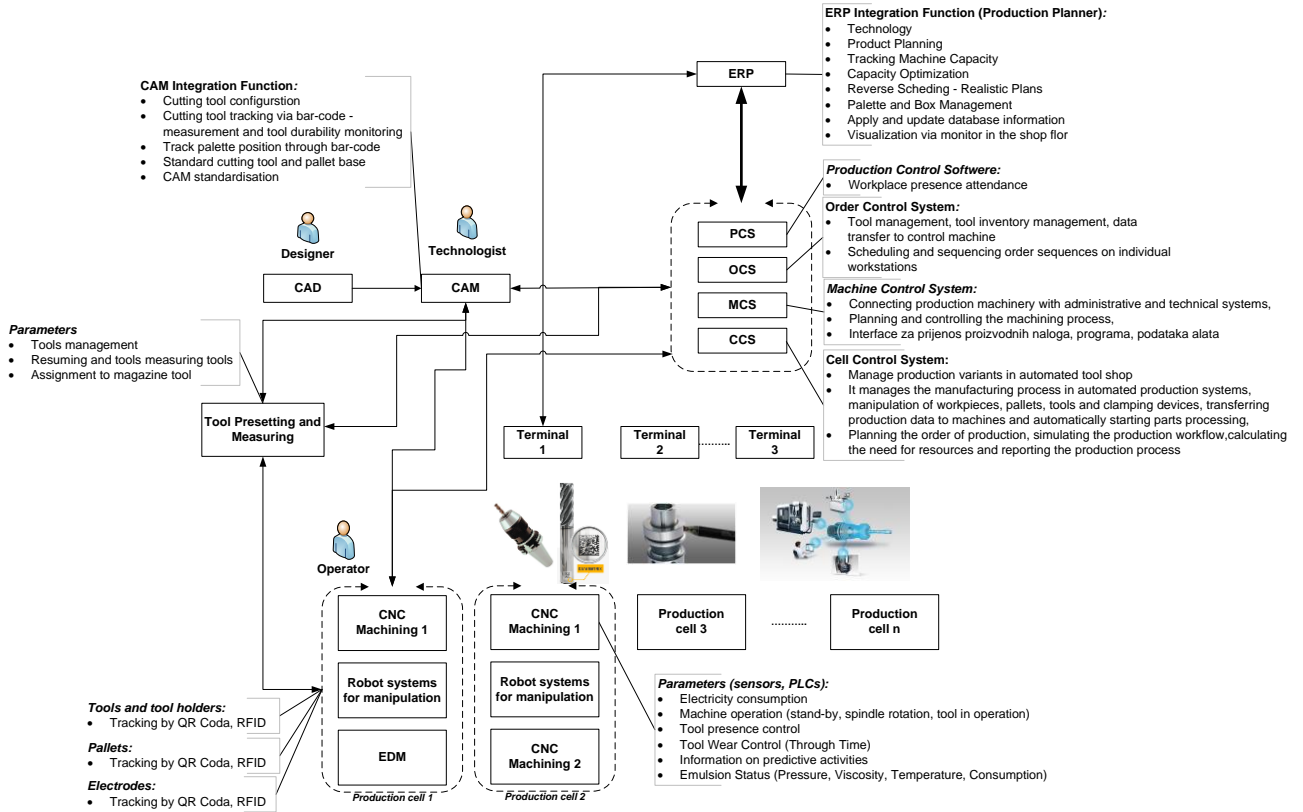 ERP Integration Function (Production Planner):
• Technology
• Product Planning
• Tracking Machine Capacity
• Capacity Optimization
• Reverse Scheding - Realistic Plans
• Palette and Box Management
• Apply and update database information
• Visualization via monitor in the shop flor
ERP
CAM Integration Function:
• Cutting tool configurstion
• Cutting tool tracking via bar-code -
measurement and tool durability monitoring
• Track palette position through bar-code
• Standard cutting tool and pallet base
• CAM standardisation
Production Control Softwere:
• Workplace presence attendance
Order Control System:
• Tool management, tool inventory management, data
transfer to control machine
• Scheduling and sequencing order sequences on individual
workstations
Machine Control System:
• Connecting production machinery with administrative and technical systems,
• Planning and controlling the machining process,
• Interface za prijenos proizvodnih naloga, programa, podataka alata
Cell Control System:
• Manage production variants in automated tool shop
• It manages the manufacturing process in automated production systems,
manipulation of workpieces, pallets, tools and clamping devices, transferring
production data to machines and automatically starting parts processing,
• Planning the order of production, simulating the production workflow,calculating
the need for resources and reporting the production process
PCS
OCS
MCS
CCS
Designer
Technologist
CAD
CAM
Parameters
• Tools management
• Resuming and tools measuring tools
• Assignment to magazine tool
Tool Presetting and
Measuring
Terminal
1
Terminal
2
..........
Terminal
3
Operator
CNC
Machining 1
Robot systems
for manipulation
EDM
Production cell 1
CNC
Machining 1
Robot systems
for manipulation
CNC
Machining 2
Production cell 2
Production
cell 3
...........
Production
cell n
Tools and tool holders:
• Tracking by QR Coda, RFID
Pallets:
• Tracking by QR Coda, RFID
Electrodes:
• Tracking by QR Coda, RFID
Parameters (sensors, PLCs):
• Electricity consumption
• Machine operation (stand-by, spindle rotation, tool in operation)
• Tool presence control
• Tool Wear Control (Through Time)
• Information on predictive activities
• Emulsion Status (Pressure, Viscosity, Temperature, Consumption)